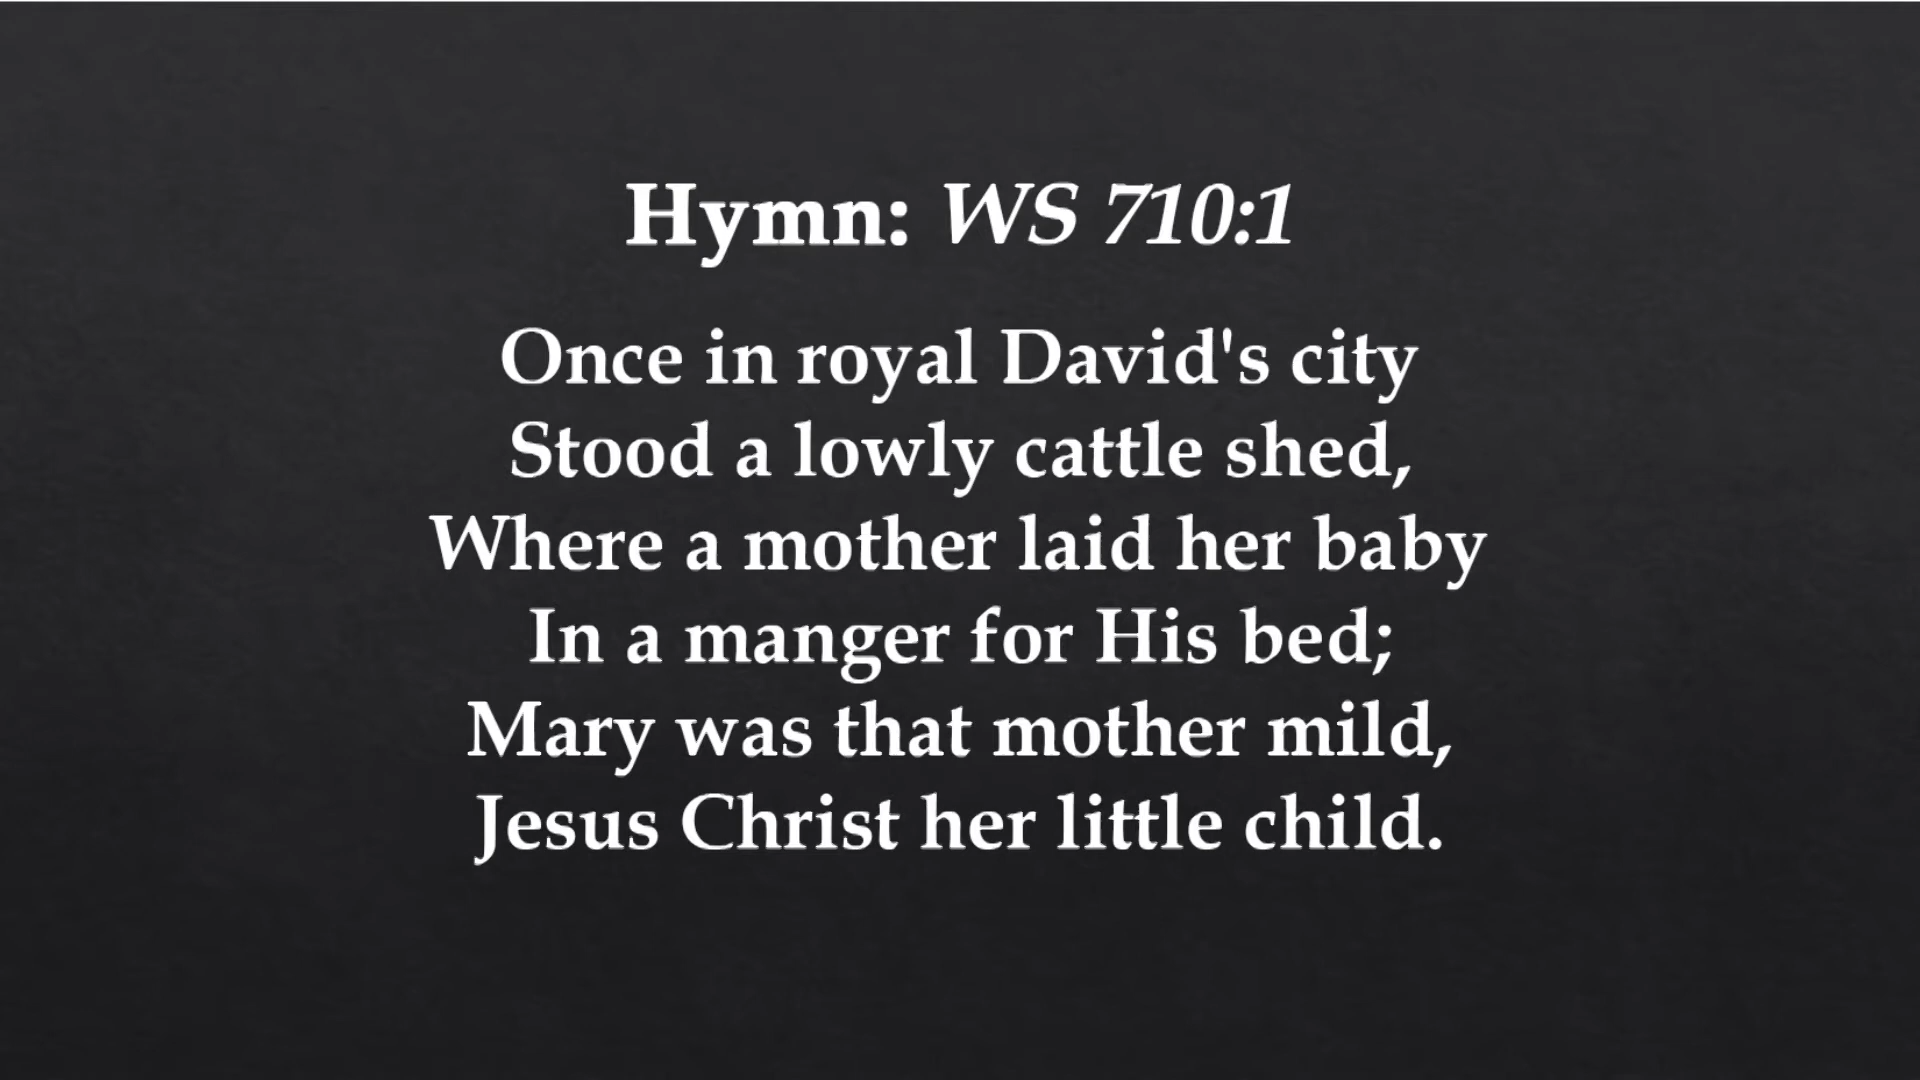 Hymn: WS 710:1
Once in royal David's city
Stood a lowly cattle shed,
Where a mother laid her baby
In a manger for His bed;
Mary was that mother mild,
Jesus Christ her little child.